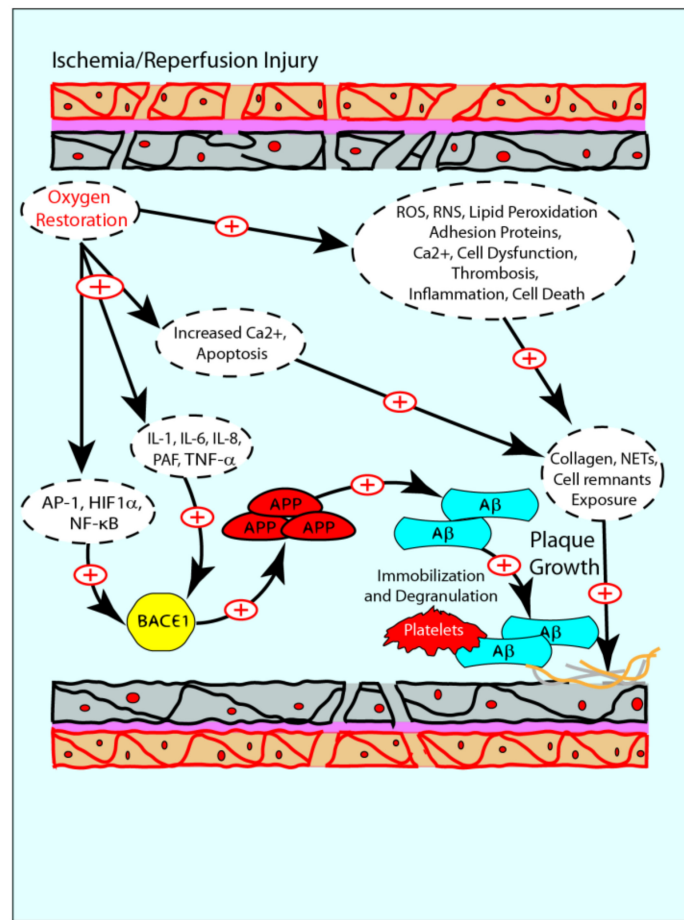 Ischemia/Reperfusion Injury
Oxygen
Restoration
+
ROS, RNS, Lipid Peroxidation
Adhesion Proteins,
Ca2+, Cell Dysfunction,
Thrombosis,
Inflammation, Cell Death
+
Increased Ca2+,
Apoptosis
+
+
IL-1, IL-6, IL-8,
PAF, TNF-α
Collagen, NETs,
Cell remnants
Exposure
AP-1, HIF1α,
NF-κB
+
APP
APP APP
+
Aβ
Aβ
Plaque
Growth
+
+
+
+
BACE1
+
Immobilization
and Degranulation
Platelets
Aβ
Aβ